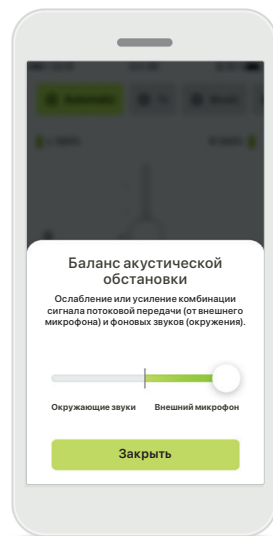 Баланс акустической
обстановки
Ослабление или усиление комбинации
сигнала потоковой передачи (от внешнего
микрофона) и фоновых звуков (окружения).
Окружающие звуки Внешний микрофон
Закрыть